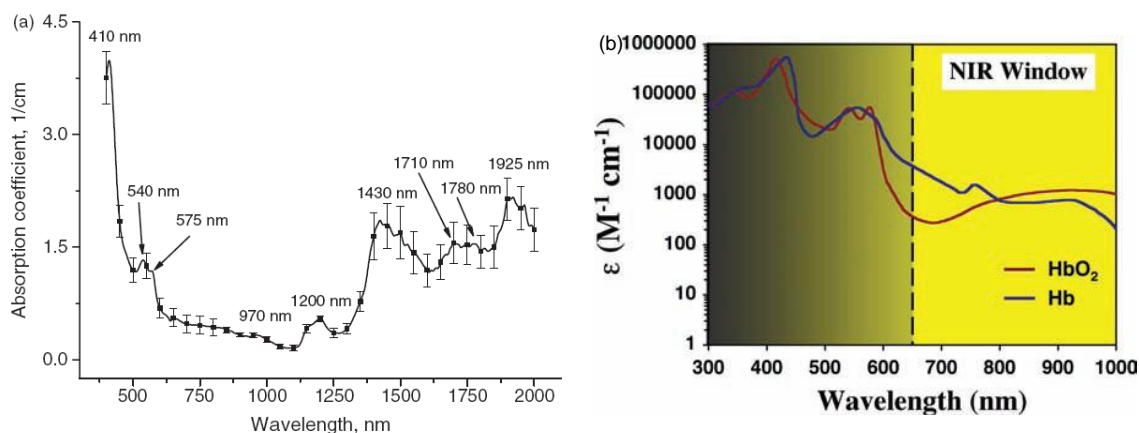 (a)
4.5
3.0
1.5
0.0
Absorption coefficient, 1/cm
410 nm
540 nm
575 nm
970 nm
1200 nm
1430 nm
1710 nm
1780 nm
1925 nm
500 750 1000 1250 1500 1750 2000
Wavelength, nm
(b)
1000000
100000
10000
1000
100
10
1
ε (M⁻¹ cm⁻¹)
NIR Window
HbO₂
Hb
300 400 500 600 700 800 900 1000
Wavelength (nm)